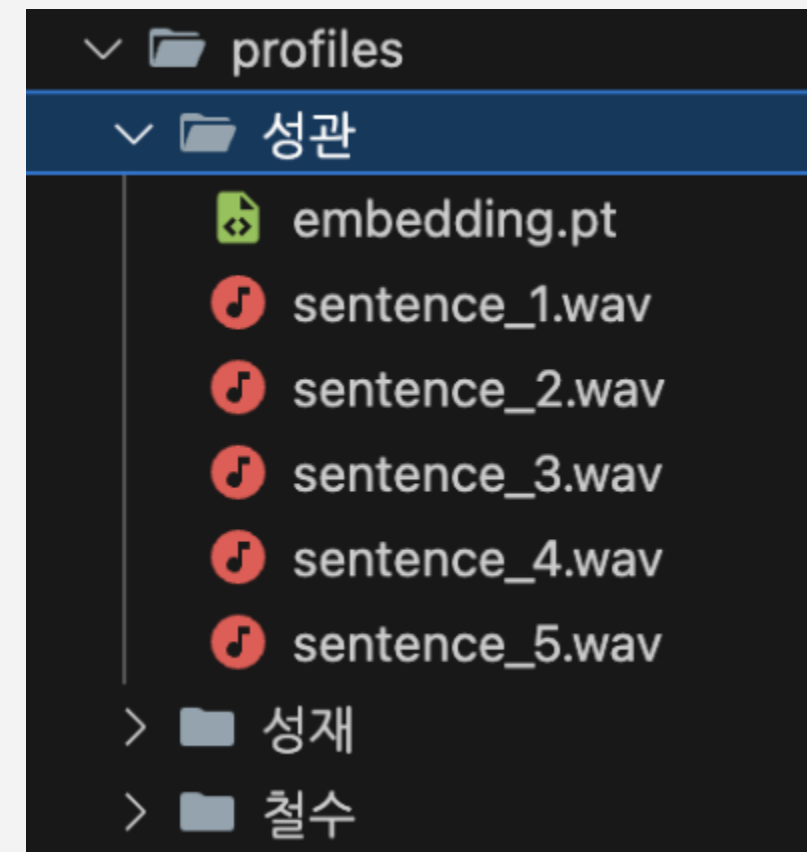 profiles
성관
embedding.pt
sentence_1.wav
sentence_2.wav
sentence_3.wav
sentence_4.wav
sentence_5.wav
성재
철수